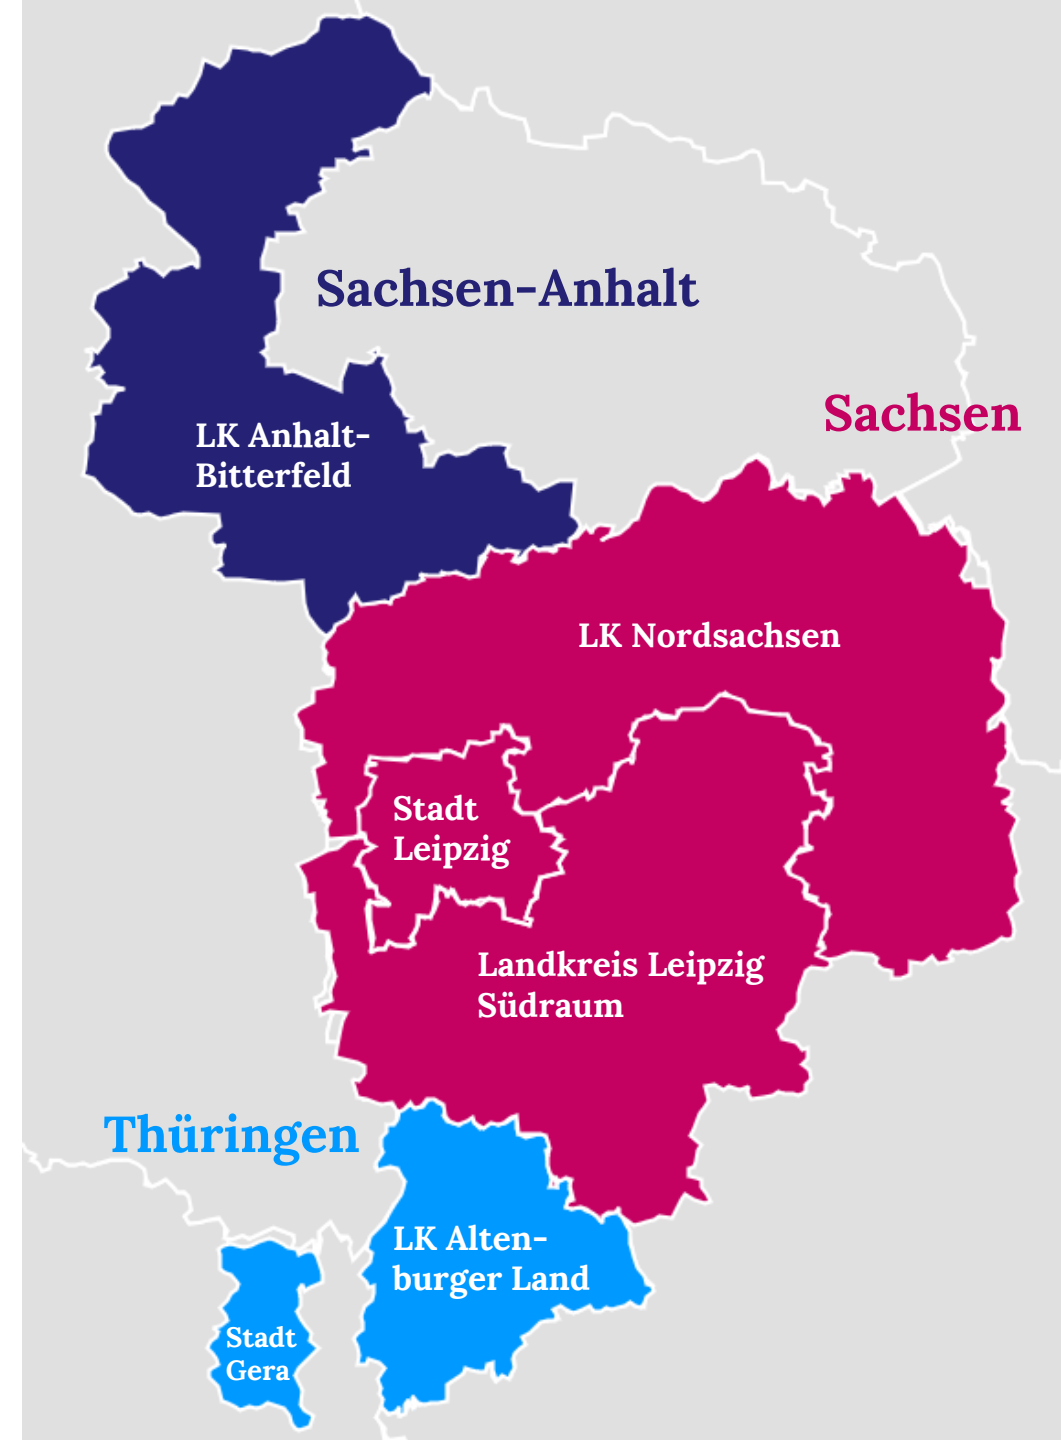 Sachsen-Anhalt
Sachsen
LK Anhalt-
Bitterfeld
LK Nordsachsen
Stadt
Leipzig
Landkreis Leipzig
Südraum
Thüringen
LK Alten-
burger Land
Stadt
Gera